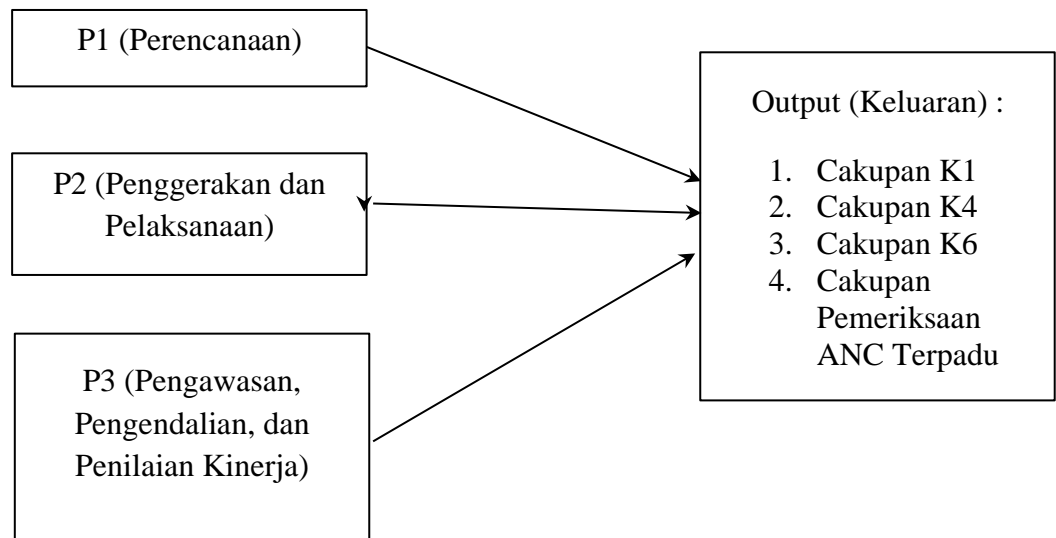 P1 (Perencanaan)
P2 (Penggerakan dan
Pelaksanaan)
P3 (Pengawasan,
Pengendalian, dan
Penilaian Kinerja)
Output (Keluaran) :
1. Cakupan K1
2. Cakupan K4
3. Cakupan K6
4. Cakupan
Pemeriksaan
ANC Terpadu